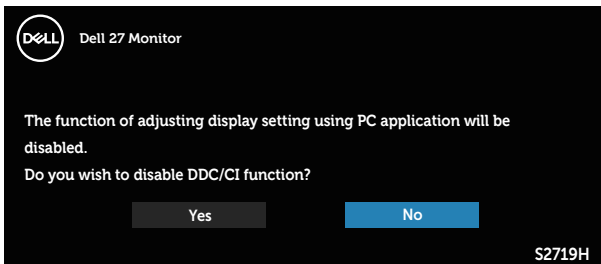 DELL
Dell 27 Monitor
The function of adjusting display setting using PC application will be
disabled.
Do you wish to disable DDC/CI function?
Yes No
S2719H